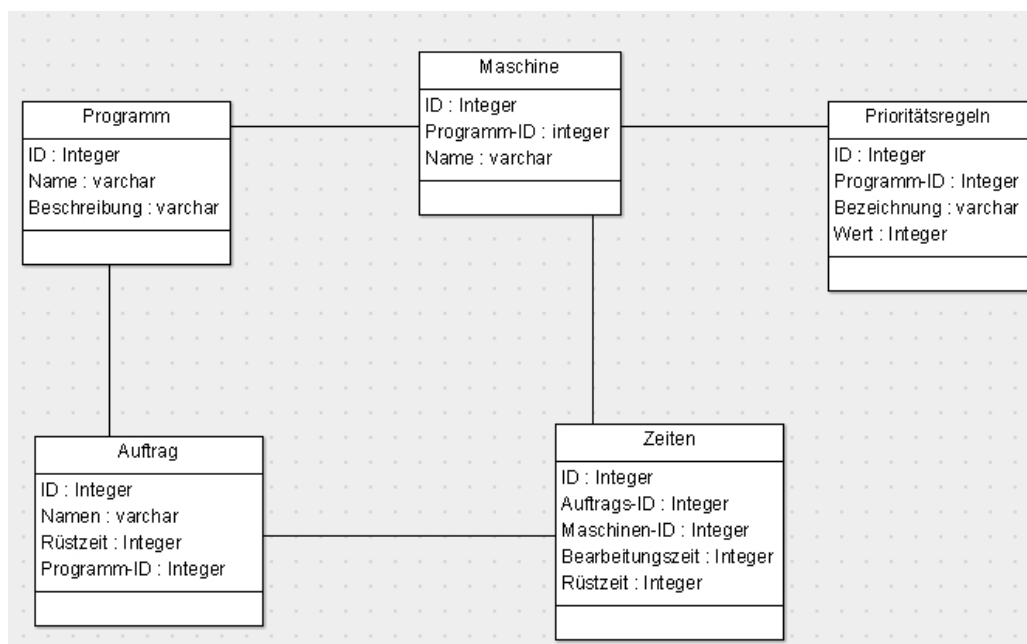 Maschine
ID : Integer
Programm-ID : integer
Name : varchar
Programm
ID : Integer
Name : varchar
Beschreibung : varchar
Prioritätsregeln
ID : Integer
Programm-ID : Integer
Bezeichnung : varchar
Wert : Integer
Auftrag
ID : Integer
Namen : varchar
Rüstzeit : Integer
Programm-ID : Integer
Zeiten
ID : Integer
Auftrags-ID : Integer
Maschinen-ID : Integer
Bearbeitungszeit : Integer
Rüstzeit : Integer